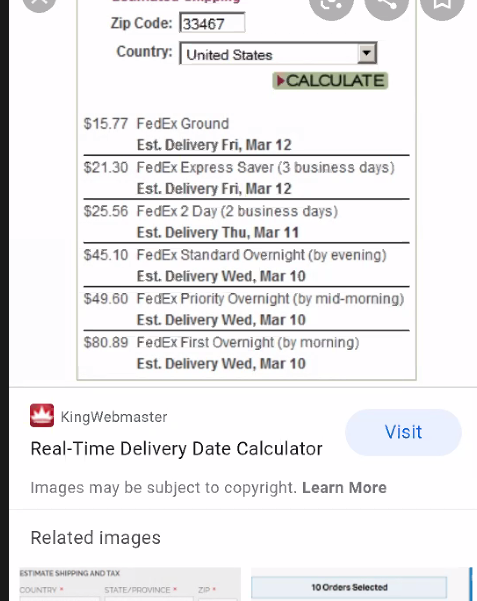 Zip Code: 33467
Country: United States
CALCULATE
$15.77 FedEx Ground
Est. Delivery Fri, Mar 12
$21.30 FedEx Express Saver (3 business days)
Est. Delivery Fri, Mar 12
$25.56 FedEx 2 Day (2 business days)
Est. Delivery Thu, Mar 11
$45.10 FedEx Standard Overnight (by evening)
Est. Delivery Wed, Mar 10
$49.60 FedEx Priority Overnight (by mid-morning)
Est. Delivery Wed, Mar 10
$80.89 FedEx First Overnight (by morning)
Est. Delivery Wed, Mar 10
KingWebmaster
Real-Time Delivery Date Calculator
Visit
Images may be subject to copyright. Learn More
Related images
ESTIMATE SHIPPING AND TAX
COUNTRY * STATE/PROVINCE * ZIP *
10 Orders Selected